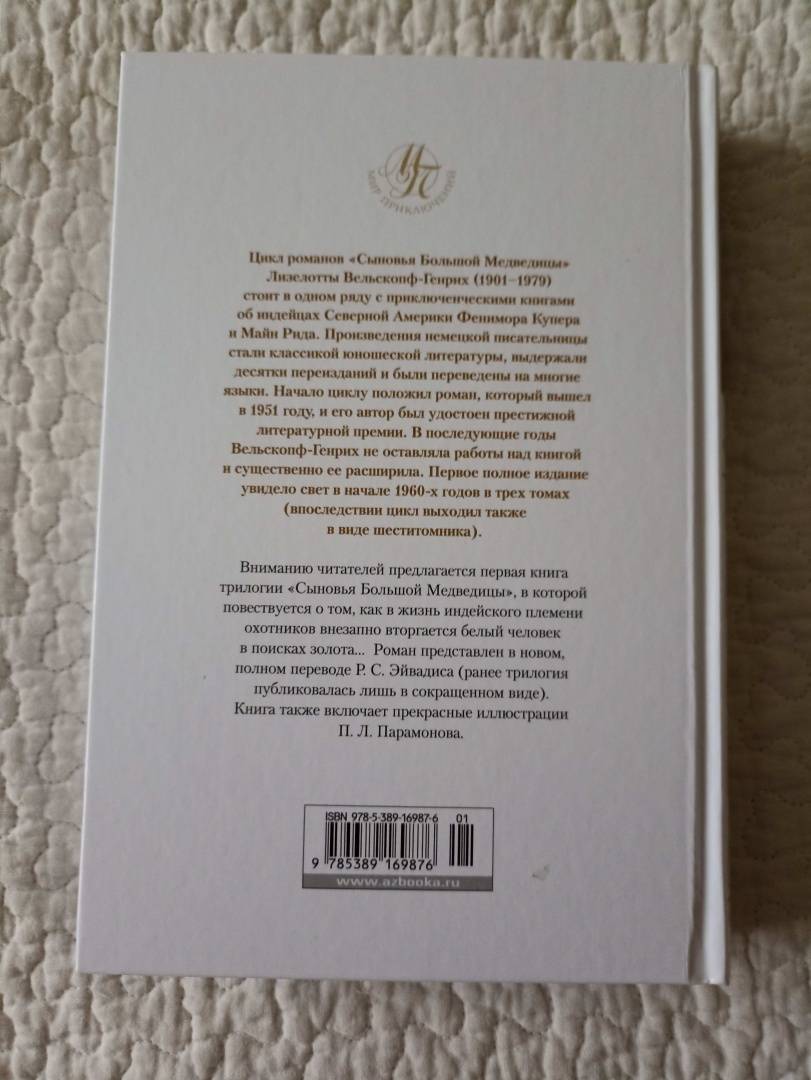 МП
МИР ПРИКЛЮЧЕНИЙ
Цикл романов «Сыновья Большой Медведицы»
Лизелотты Вельскопф-Генрих (1901–1979)
стоит в одном ряду с приключенческими книгами
об индейцах Северной Америки Фенимора Купера
и Майн Рида. Произведения немецкой писательницы
стали классикой юношеской литературы, выдержали
десятки переизданий и были переведены на многие
языки. Начало циклу положил роман, который вышел
в 1951 году, и его автор был удостоен престижной
литературной премии. В последующие годы
Вельскопф-Генрих не оставляла работы над книгой
и существенно ее расширила. Первое полное издание
увидело свет в начале 1960-х годов в трех томах
(впоследствии цикл выходил также
в виде шеститомника).
Вниманию читателей предлагается первая книга
трилогии «Сыновья Большой Медведицы», в которой
повествуется о том, как в жизнь индейского племени
охотников внезапно вторгается белый человек
в поисках золота... Роман представлен в новом,
полном переводе Р. С. Эйвадиса (ранее трилогия
публиковалась лишь в сокращенном виде).
Книга также включает прекрасные иллюстрации
П. Л. Парамонова.
ISBN 978-5-389-16987-6 01
9 785389 169876
www.azbooka.ru